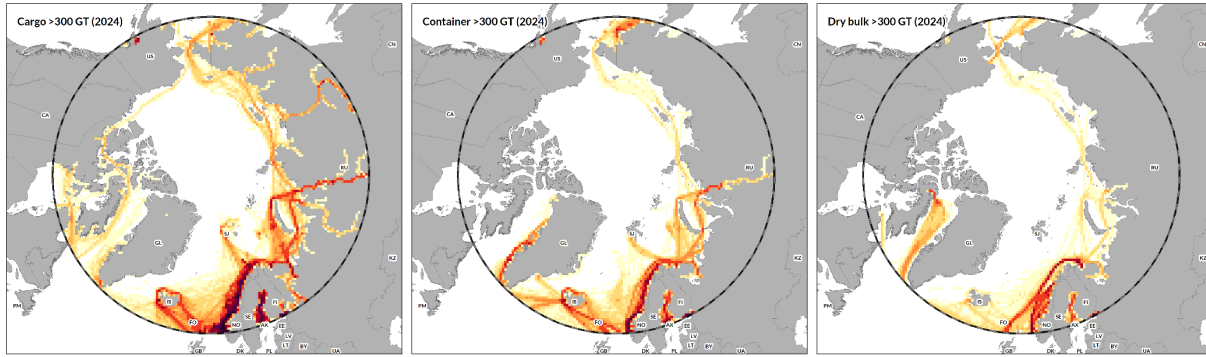 Cargo >300 GT (2024)
US
CN
CA
RU
GL
SJ
KZ
PM
IS
FO
NO
SE
FI
AX
EE
LV
LT
GB
DK
PL
BY
UA
Container >300 GT (2024)
US
CN
CA
RU
GL
SJ
KZ
PM
IS
FO
NO
SE
FI
AX
EE
LV
LT
GB
DK
PL
BY
UA
Dry bulk >300 GT (2024)
US
CN
CA
RU
GL
SJ
KZ
PM
IS
FO
NO
SE
FI
AX
EE
LV
LT
GB
DK
PL
BY
UA